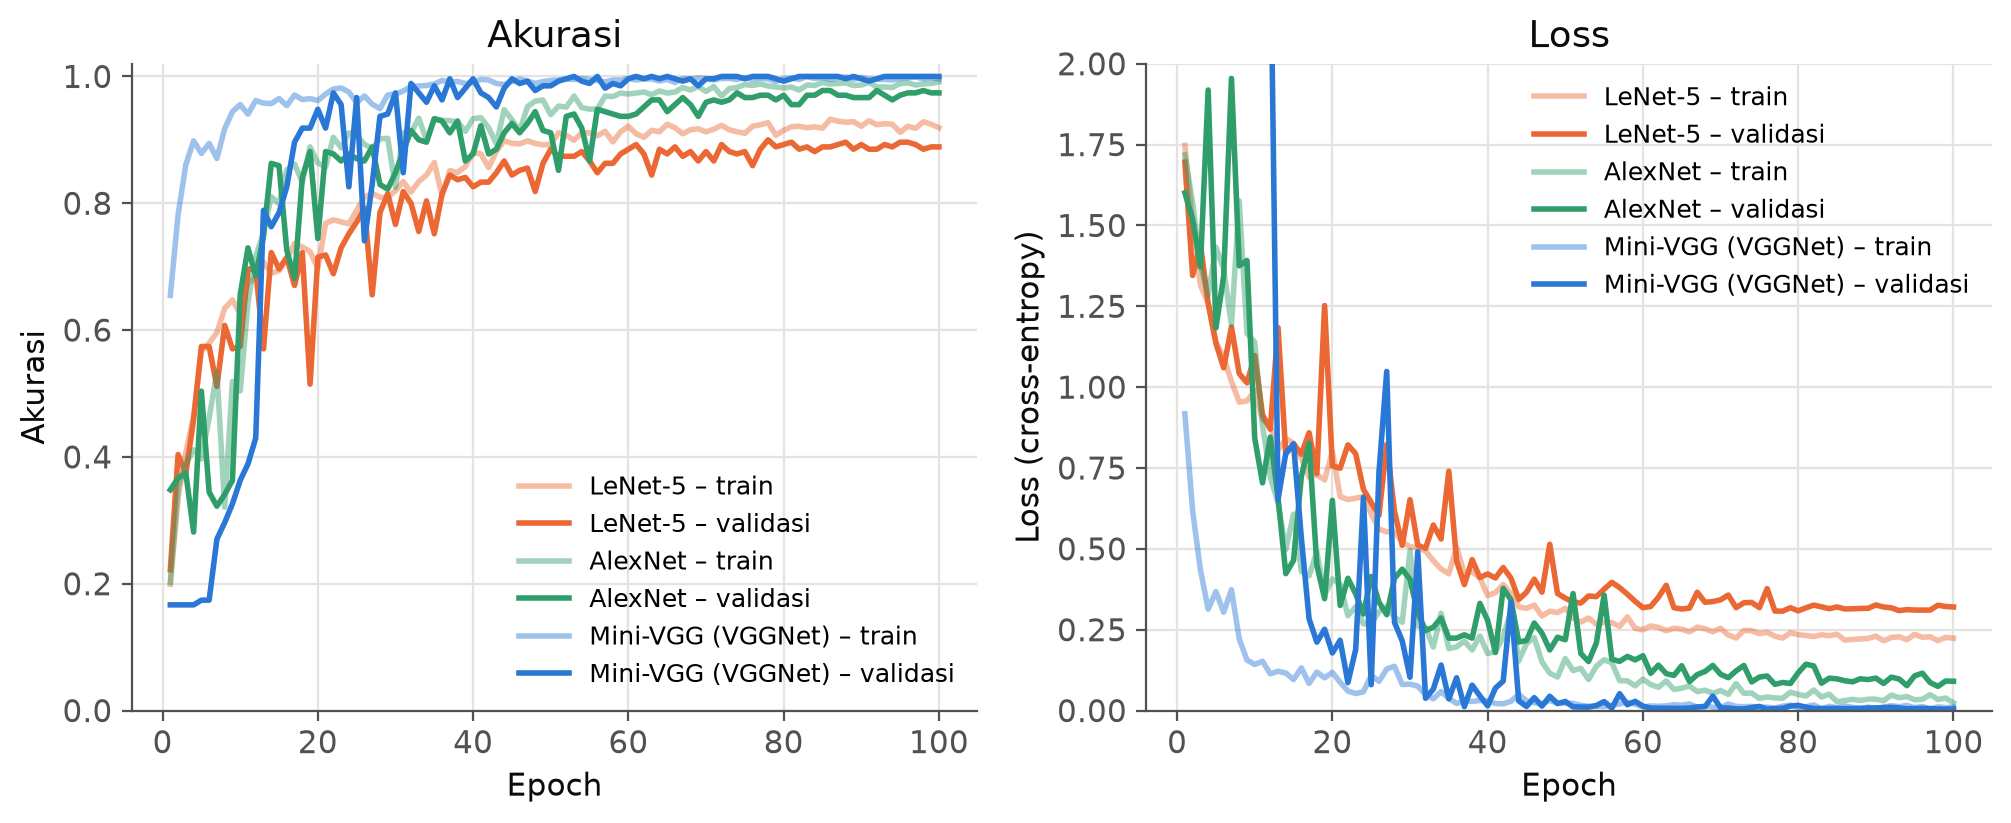 Akurasi
1.0
0.8
0.6
0.4
0.2
0.0
Akurasi
LeNet-5 – train
LeNet-5 – validasi
AlexNet – train
AlexNet – validasi
Mini-VGG (VGGNet) – train
Mini-VGG (VGGNet) – validasi
0 20 40 60 80 100
Epoch
Loss
2.00
1.75
1.50
1.25
1.00
0.75
0.50
0.25
0.00
Loss (cross-entropy)
LeNet-5 – train
LeNet-5 – validasi
AlexNet – train
AlexNet – validasi
Mini-VGG (VGGNet) – train
Mini-VGG (VGGNet) – validasi
0 20 40 60 80 100
Epoch